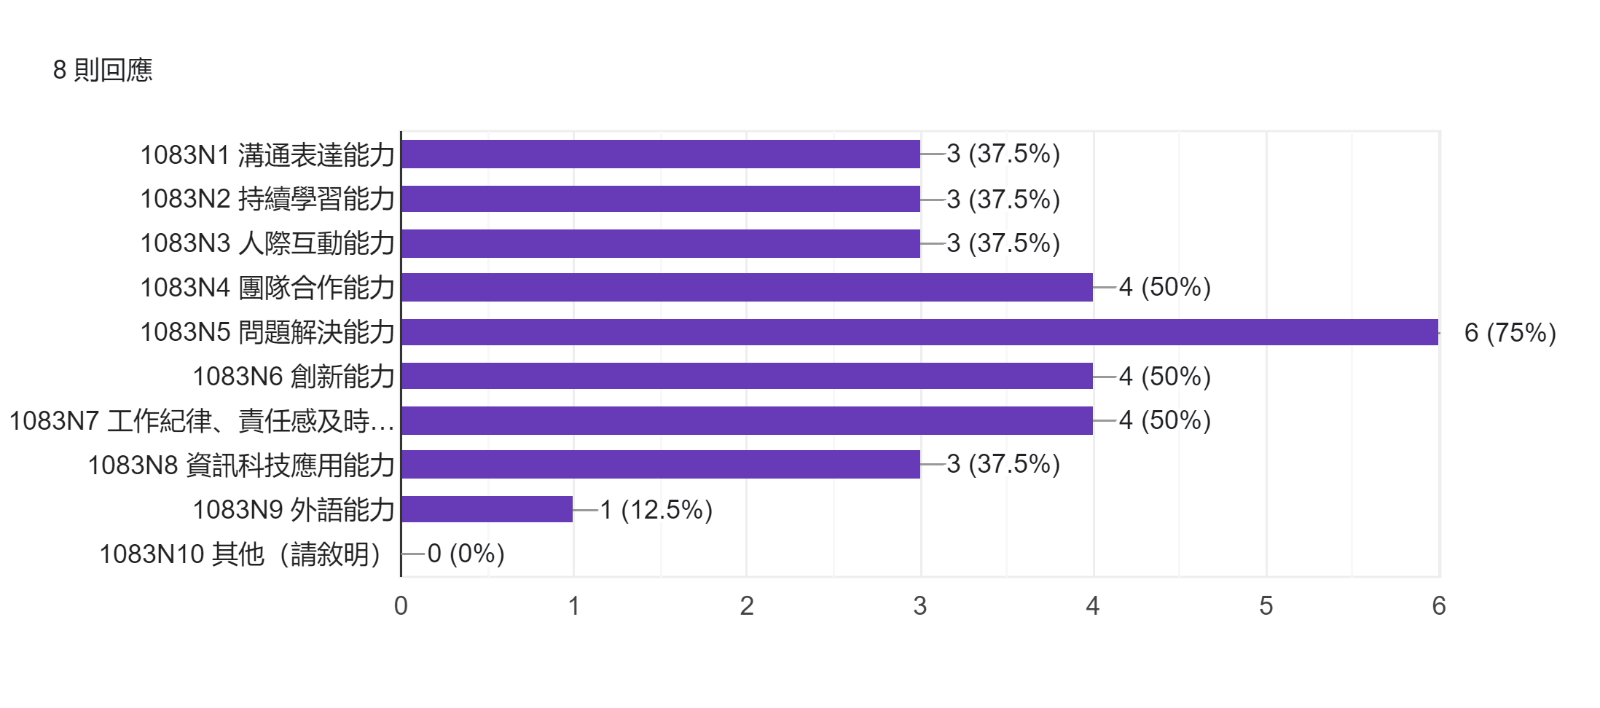 8 則回應
1083N1 溝通表達能力 3 (37.5%)
1083N2 持續學習能力 3 (37.5%)
1083N3 人際互動能力 3 (37.5%)
1083N4 團隊合作能力 4 (50%)
1083N5 問題解決能力 6 (75%)
1083N6 創新能力 4 (50%)
1083N7 工作紀律、責任感及時… 4 (50%)
1083N8 資訊科技應用能力 3 (37.5%)
1083N9 外語能力 1 (12.5%)
1083N10 其他（請敘明） 0 (0%)
0 1 2 3 4 5 6